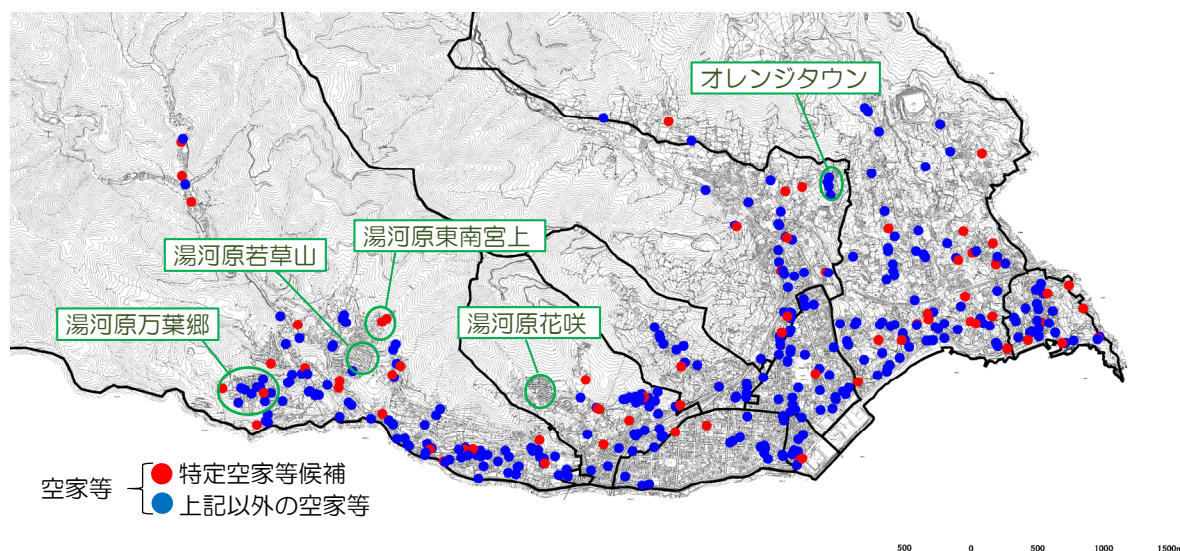 オレンジタウン
湯河原東南宮上
湯河原若草山
湯河原万葉郷
湯河原花咲
空家等
特定空家等候補
上記以外の空家等
500 0 500 1000 1500m